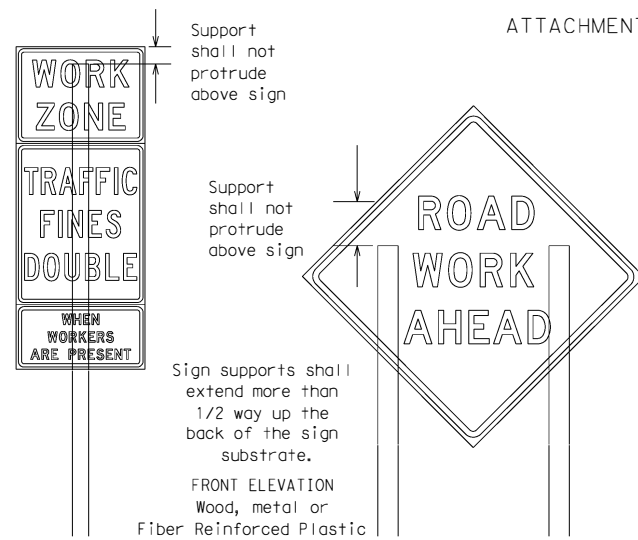 ATTACHMENT
Support
shall not
protrude
above sign
WORK
ZONE
TRAFFIC
FINES
DOUBLE
WHEN
WORKERS
ARE PRESENT
Support
shall not
protrude
above sign
ROAD
WORK
AHEAD
Sign supports shall
extend more than
1/2 way up the
back of the sign
substrate.
FRONT ELEVATION
Wood, metal or
Fiber Reinforced Plastic